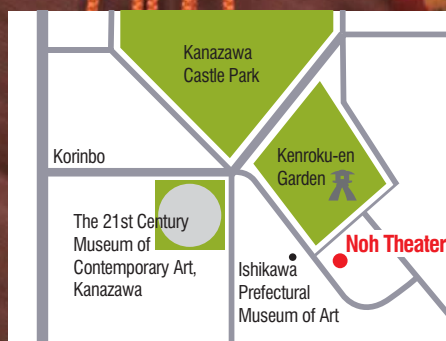 Kanazawa
Castle Park
Korinbo
Kenroku-en
Garden
The 21st Century
Museum of
Contemporary Art,
Kanazawa
Noh Theater
Ishikawa
Prefectural
Museum of Art